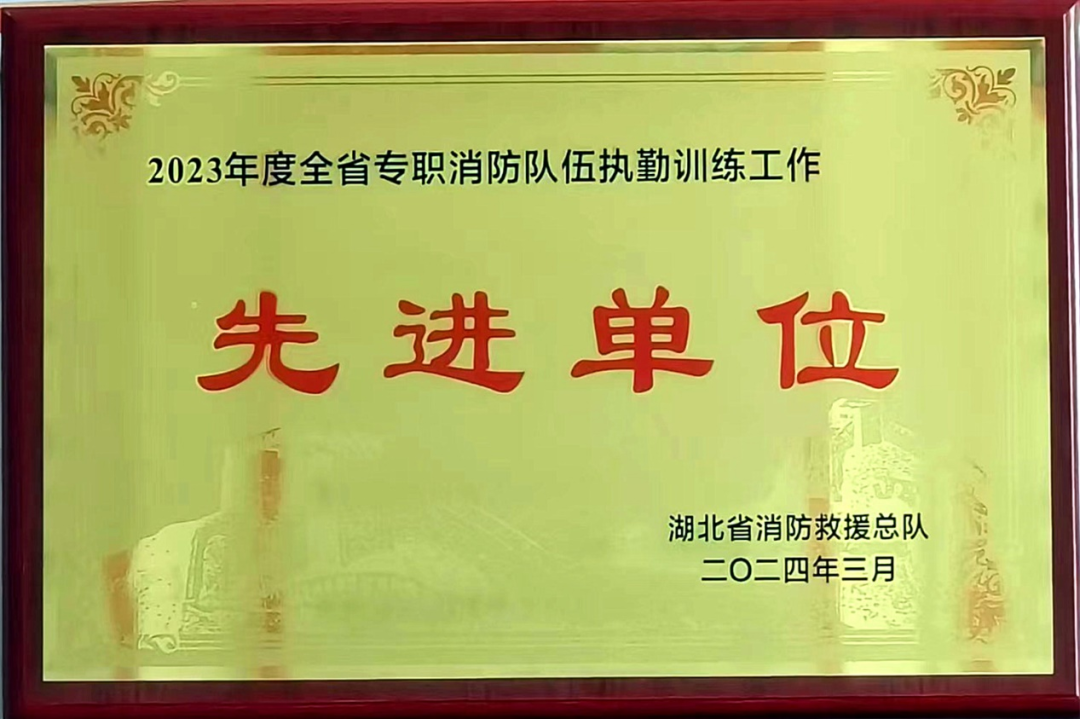 2023年度全省专职消防队伍执勤训练工作
先进单位
湖北省消防救援总队
二〇二四年三月